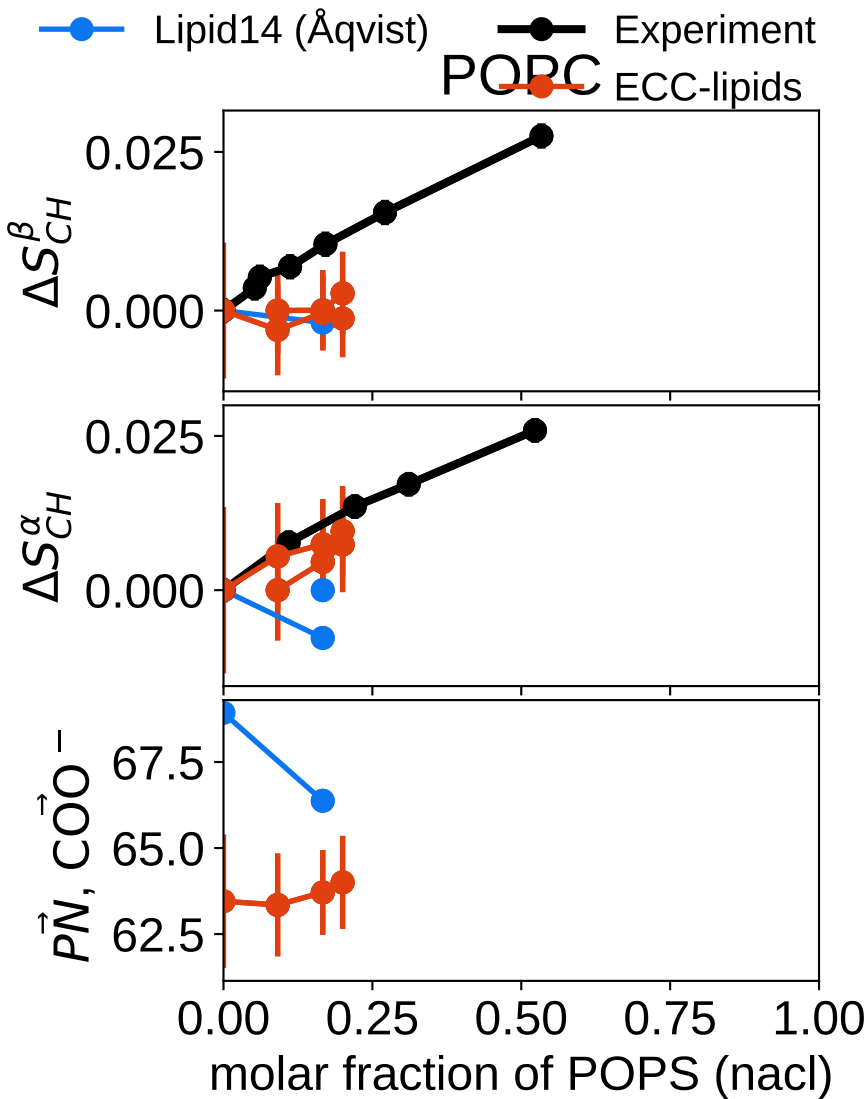 Lipid14 (Åqvist) Experiment
POPC
ECC-lipids
0.025
0.000
ΔS^β_CH
0.025
0.000
ΔS^α_CH
67.5
65.0
62.5
P⃗N, CO⃗O⁻
0.00 0.25 0.50 0.75 1.00
molar fraction of POPS (nacl)